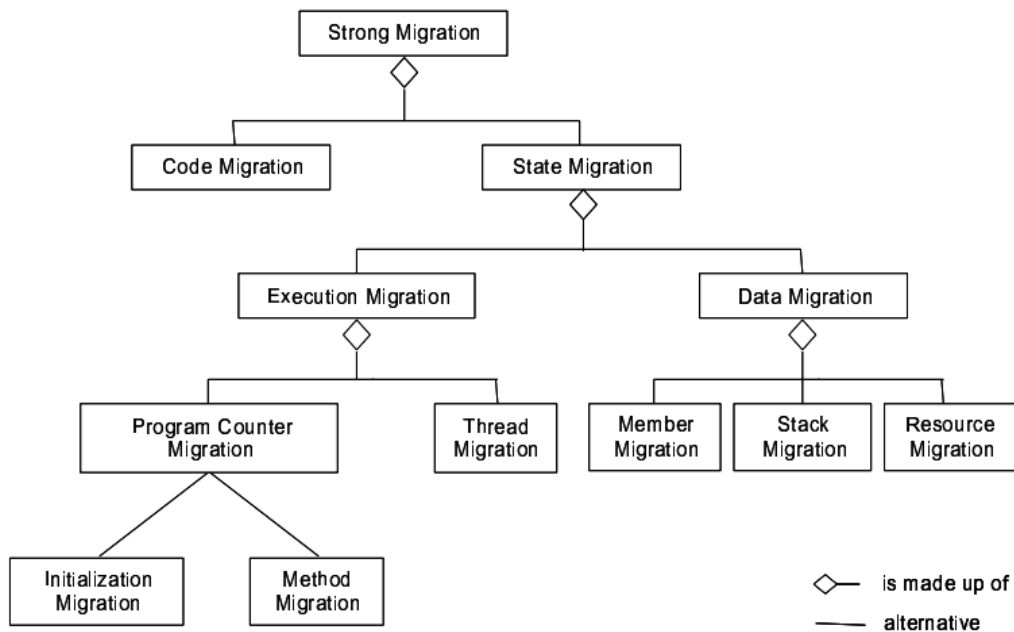 Strong Migration
Code Migration
State Migration
Execution Migration
Data Migration
Program Counter
Migration
Thread
Migration
Member
Migration
Stack
Migration
Resource
Migration
Initialization
Migration
Method
Migration
is made up of
alternative